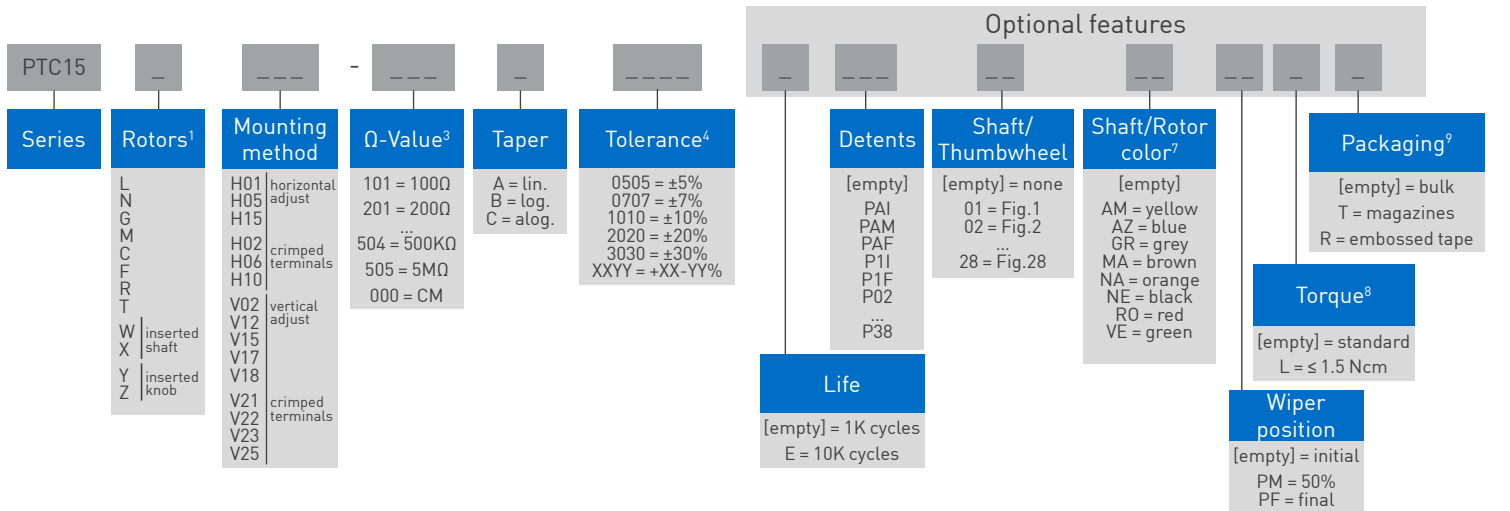 Optional features
PTC15 _ _ _ _ - _ _ _ _ _ _ _ _ _ _ _ _ _ _ _ _ _ _ _ _
Series
Rotors¹
L
N
G
M
C
F
R
T
W
X
inserted
shaft
Y
Z
inserted
knob
Mounting
method
H01
H05
H15
horizontal
adjust
H02
H06
H10
crimped
terminals
V02
V12
V15
V17
V18
vertical
adjust
V21
V22
V23
V25
crimped
terminals
Ω-Value³
101 = 100Ω
201 = 200Ω
...
504 = 500KΩ
505 = 5MΩ
000 = CM
Taper
A = lin.
B = log.
C = alog.
Tolerance⁴
0505 = ±5%
0707 = ±7%
1010 = ±10%
2020 = ±20%
3030 = ±30%
XXYY = +XX-YY%
Life
[empty] = 1K cycles
E = 10K cycles
Detents
[empty]
PAI
PAM
PAF
P1I
P1F
P02
...
P38
Shaft/
Thumbwheel
[empty] = none
01 = Fig.1
02 = Fig.2
...
28 = Fig.28
Shaft/Rotor
color⁷
[empty]
AM = yellow
AZ = blue
GR = grey
MA = brown
NA = orange
NE = black
RO = red
VE = green
Wiper
position
[empty] = initial
PM = 50%
PF = final
Torque⁸
[empty] = standard
L = ≤ 1.5 Ncm
Packaging⁹
[empty] = bulk
T = magazines
R = embossed tape